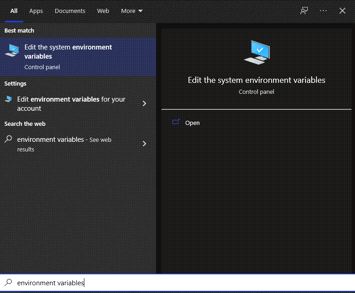 All Apps Documents Web More
Best match
Edit the system environment
variables
Control panel
Settings
Edit environment variables for your
account
Search the web
environment variables - See web
results
Edit the system environment variables
Control panel
Open
environment variables